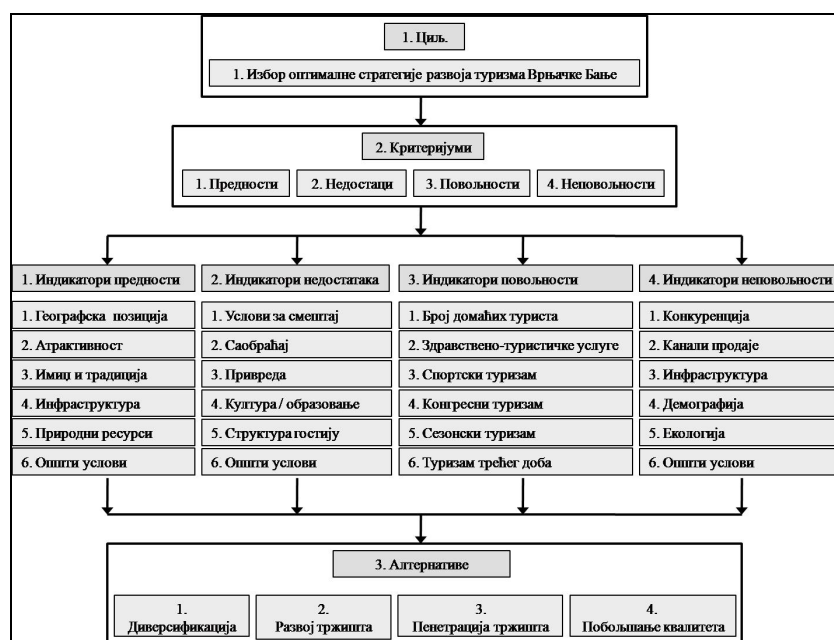 1. Циљ.
1. Избор оптималне стратегије развоја туризма Врњачке Бање
2. Критеријуми
1. Предности
2. Недостаци
3. Повољности
4. Неповољности
1. Индикатори предности
1. Географска позиција
2. Атрактивност
3. Имиџ и традиција
4. Инфраструктура
5. Природни ресурси
6. Општи услови
2. Индикатори недостатака
1. Услови за смештај
2. Саобраћај
3. Привреда
4. Култура / образовање
5. Структура гостију
6. Општи услови
3. Индикатори повољности
1. Број домаћих туриста
2. Здравствено-туристичке услуге
3. Спортски туризам
4. Конгресни туризам
5. Сезонски туризам
6. Туризам трећег доба
4. Индикатори неповољности
1. Конкуренција
2. Канали продаје
3. Инфраструктура
4. Демографија
5. Екологија
6. Општи услови
3. Алтернативе
1.
Диверсификација
2.
Развој тржишта
3.
Пенетрација тржишта
4.
Побољшање квалитета